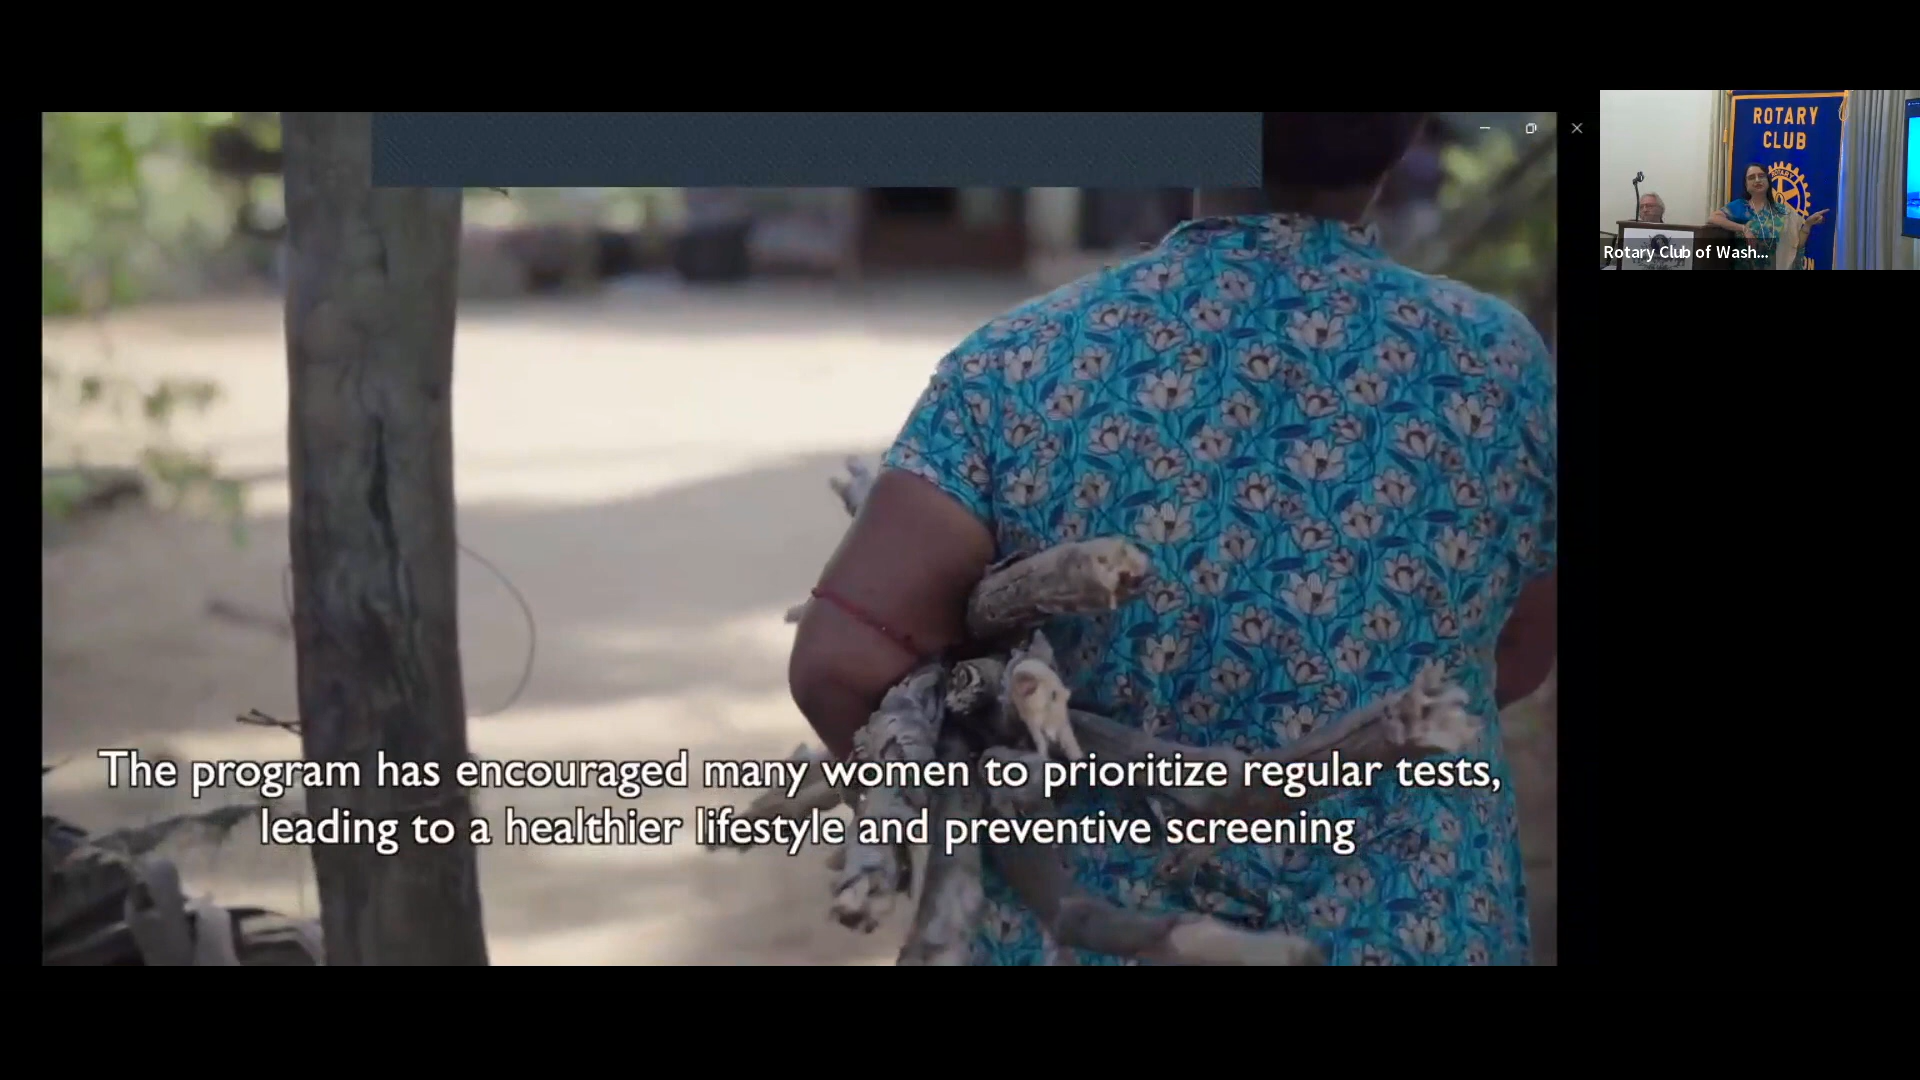 The program has encouraged many women to prioritize regular tests,
leading to a healthier lifestyle and preventive screening
ROTARY
CLUB
Rotary Club of Wash...